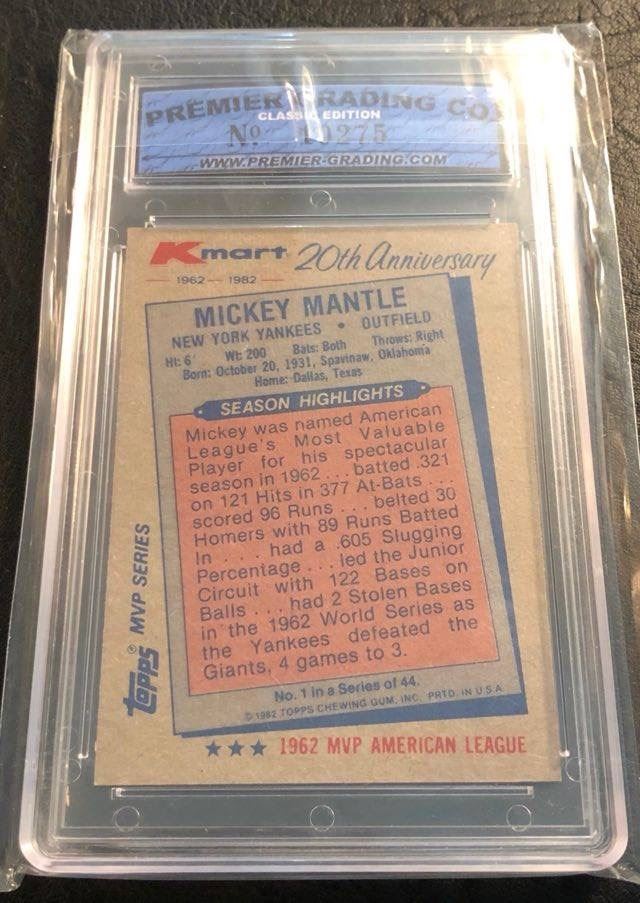 PREMIER GRADING CO
CLASSIC EDITION
No 0275
WWW.PREMIER-GRADING.COM
Kmart 20th Anniversary
1962 — 1982
MICKEY MANTLE
NEW YORK YANKEES • OUTFIELD
Ht: 6' Wt: 200 Bats: Both Throws: Right
Born: October 20, 1931, Spavinaw, Oklahoma
Home: Dallas, Texas
SEASON HIGHLIGHTS
Mickey was named American
League's Most Valuable
Player for his spectacular
season in 1962 . . . batted .321
on 121 Hits in 377 At-Bats . . .
scored 96 Runs . . . belted 30
Homers with 89 Runs Batted
In . . . had a .605 Slugging
Percentage . . . led the Junior
Circuit with 122 Bases on
Balls . . . had 2 Stolen Bases
in the 1962 World Series as
the Yankees defeated the
Giants, 4 games to 3.
No. 1 in a Series of 44.
© 1982 TOPPS CHEWING GUM, INC. PRTD. IN U.S.A.
topps® MVP SERIES
★★★ 1962 MVP AMERICAN LEAGUE